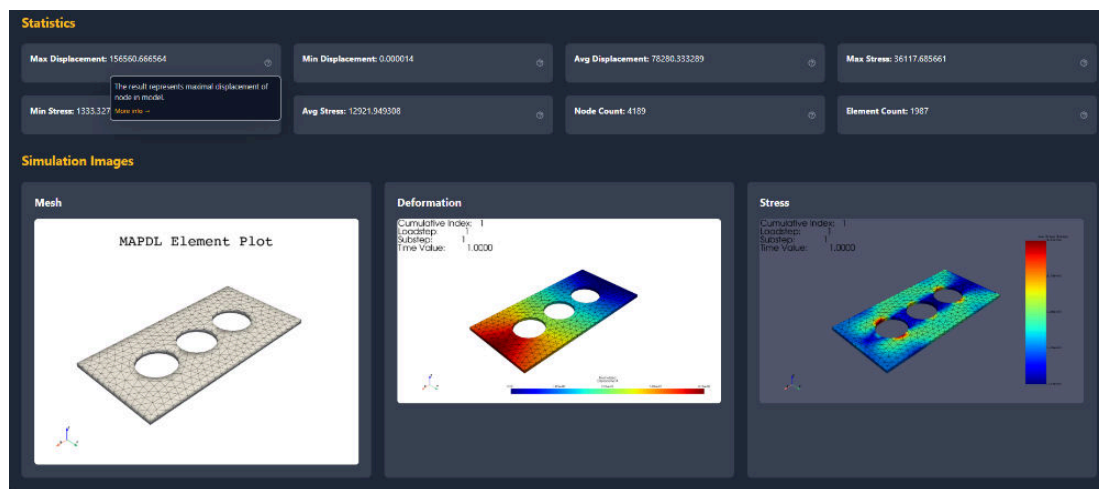 Statistics
Max Displacement: 156560.666564
Min Displacement: 0.000014
Avg Displacement: 78280.333289
Max Stress: 36117.685661
The result represents maximal displacement of
node in model.
More info →
Min Stress: 1333.327
Avg Stress: 12921.949308
Node Count: 4189
Element Count: 1987
Simulation Images
Mesh
MAPDL Element Plot
Deformation
Cumulative Index: 1
Loadstep: 1
Substep: 1
Time Value: 1.0000
Stress
Cumulative Index: 1
Loadstep: 1
Substep: 1
Time Value: 1.0000